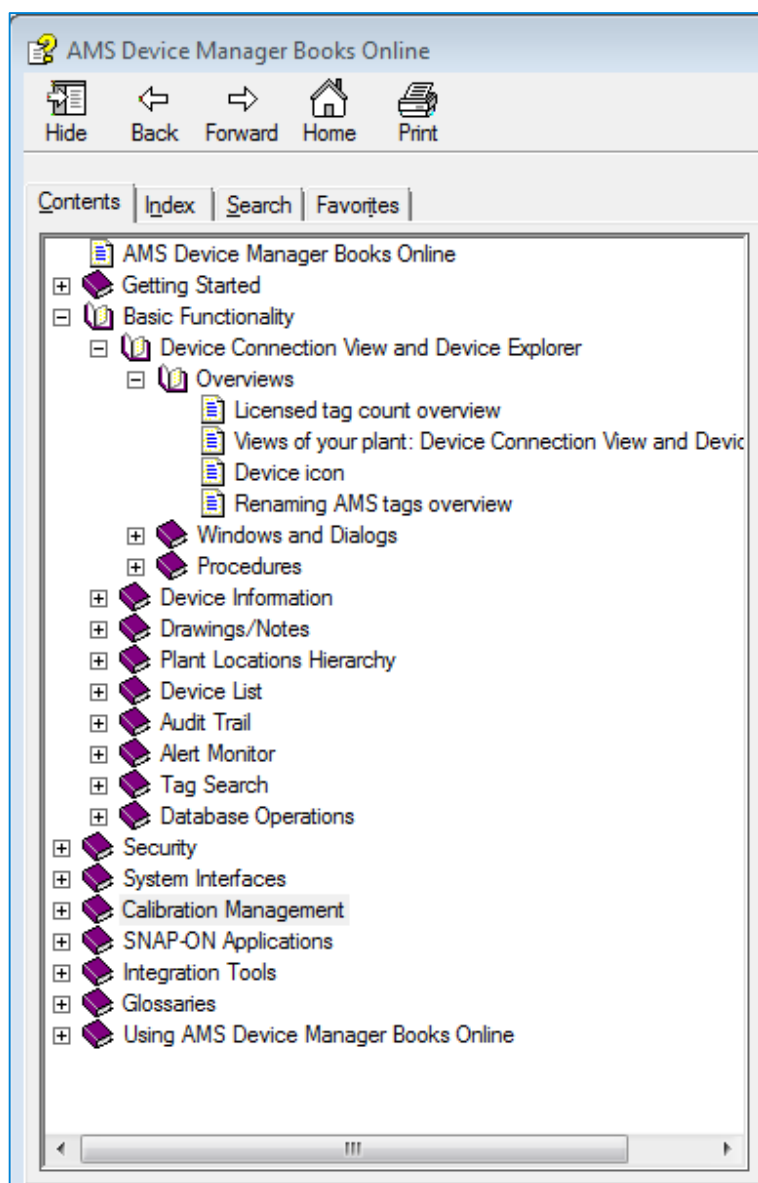 AMS Device Manager Books Online
Hide Back Forward Home Print
Contents Index Search Favorites
AMS Device Manager Books Online
Getting Started
Basic Functionality
Device Connection View and Device Explorer
Overviews
Licensed tag count overview
Views of your plant: Device Connection View and Devic
Device icon
Renaming AMS tags overview
Windows and Dialogs
Procedures
Device Information
Drawings/Notes
Plant Locations Hierarchy
Device List
Audit Trail
Alert Monitor
Tag Search
Database Operations
Security
System Interfaces
Calibration Management
SNAP-ON Applications
Integration Tools
Glossaries
Using AMS Device Manager Books Online